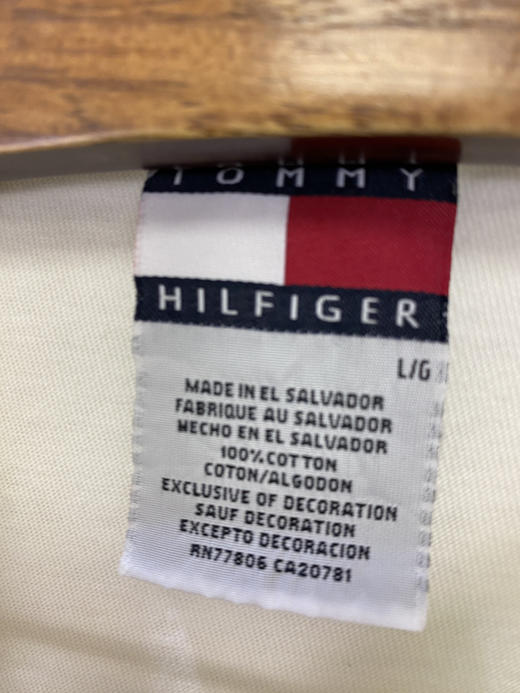 TOMMY
HILFIGER
L/G
MADE IN EL SALVADOR
FABRIQUE AU SALVADOR
HECHO EN EL SALVADOR
100% COTTON
COTON/ALGODON
EXCLUSIVE OF DECORATION
SAUF DECORATION
EXCEPTO DECORACION
RN77806 CA20781